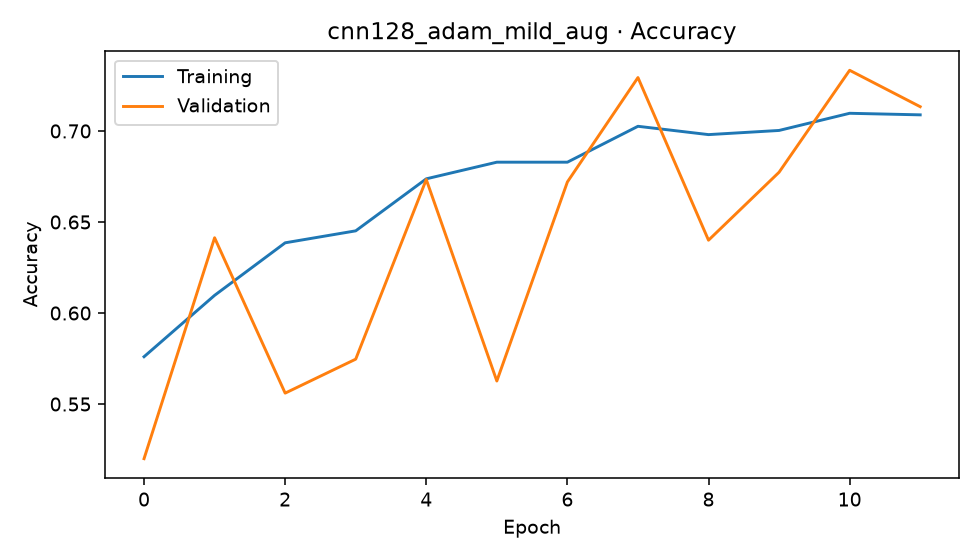 cnn128_adam_mild_aug · Accuracy
Training
Validation
0.70
0.65
0.60
0.55
Accuracy
0 2 4 6 8 10
Epoch